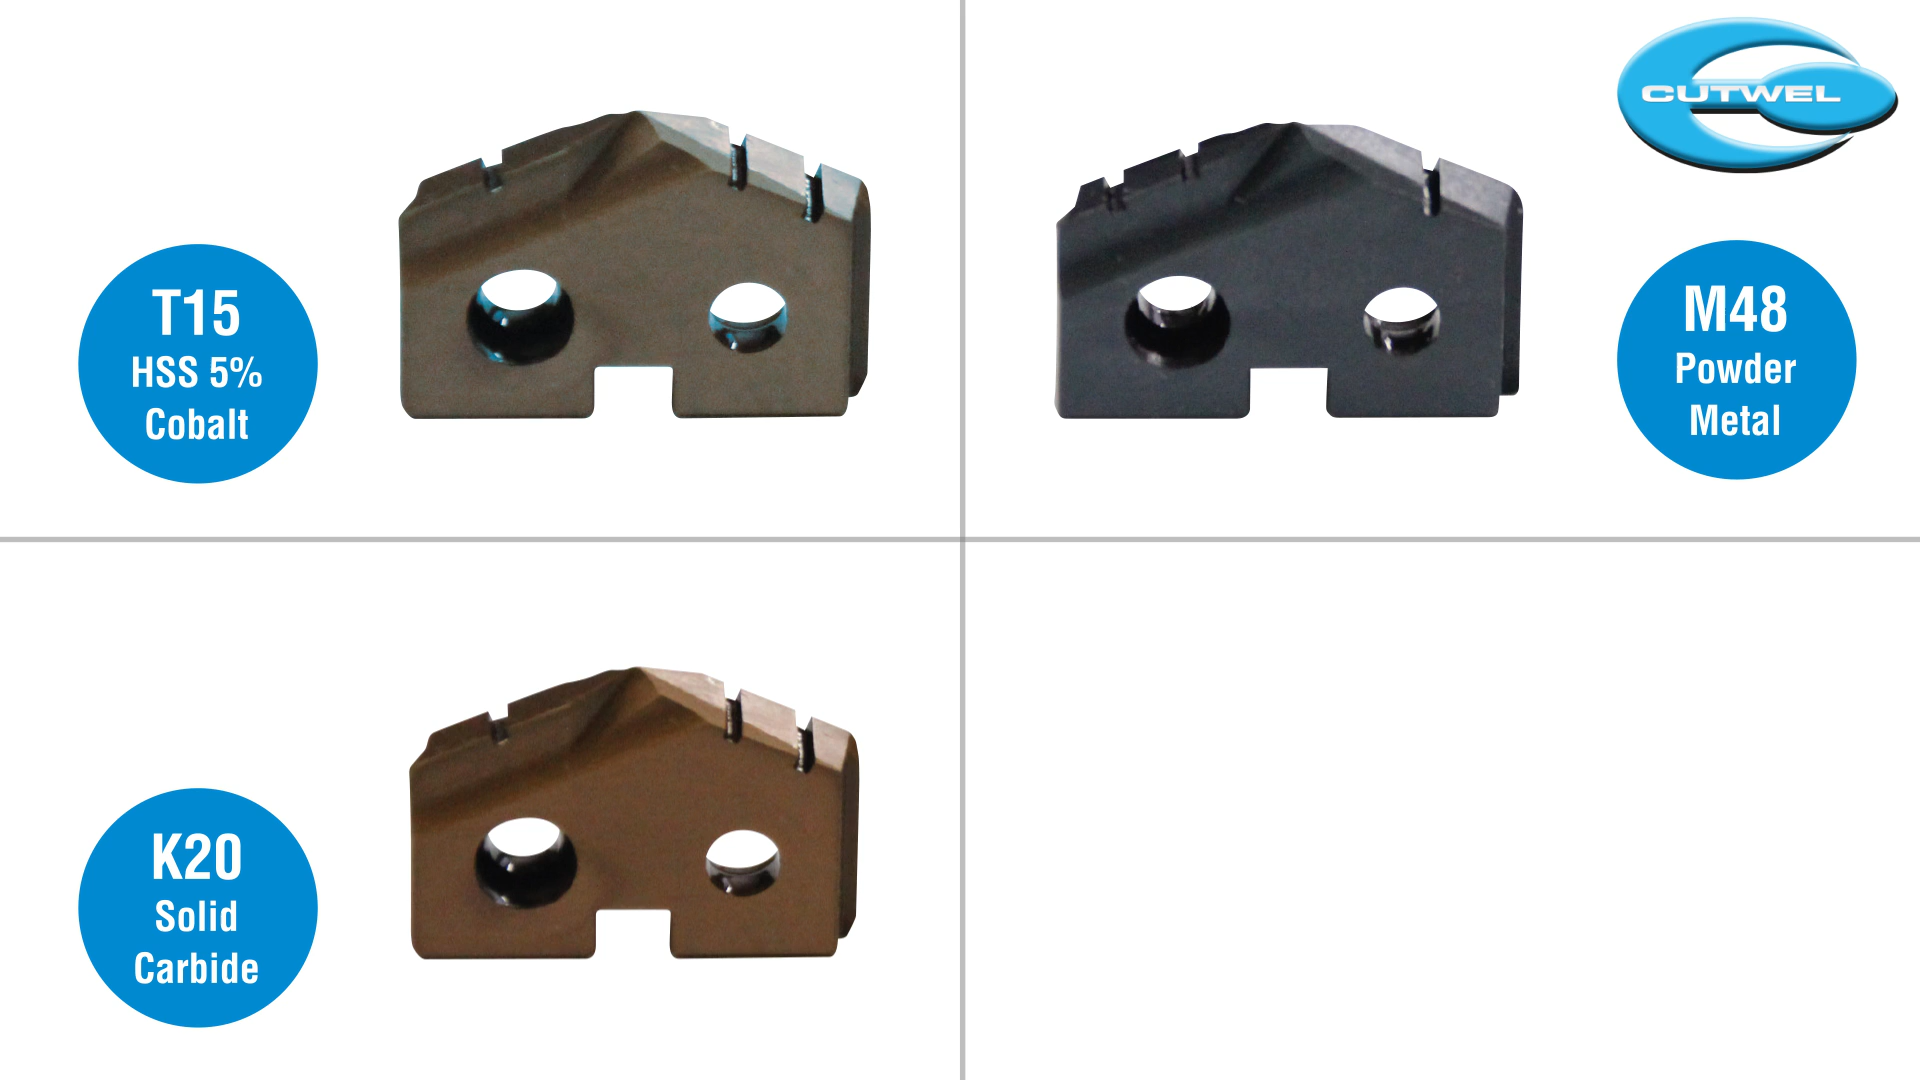 CUTWEL
T15
HSS 5%
Cobalt
M48
Powder
Metal
K20
Solid
Carbide